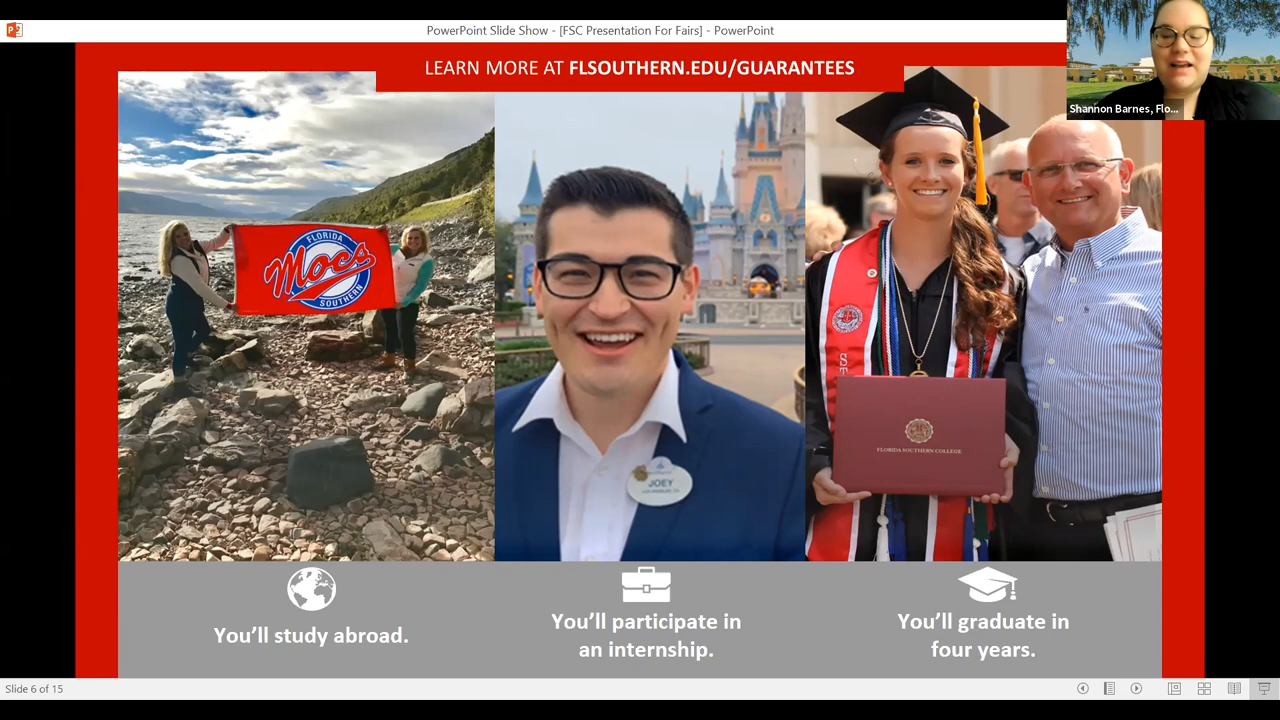 PowerPoint Slide Show - [FSC Presentation For Fairs] - PowerPoint
LEARN MORE AT FLSOUTHERN.EDU/GUARANTEES
Shannon Barnes, Flo...
FLORIDA
Mocs
SOUTHERN
JOEY
ST
FLORIDA SOUTHERN COLLEGE
You'll study abroad.
You'll participate in
an internship.
You'll graduate in
four years.
Slide 6 of 15